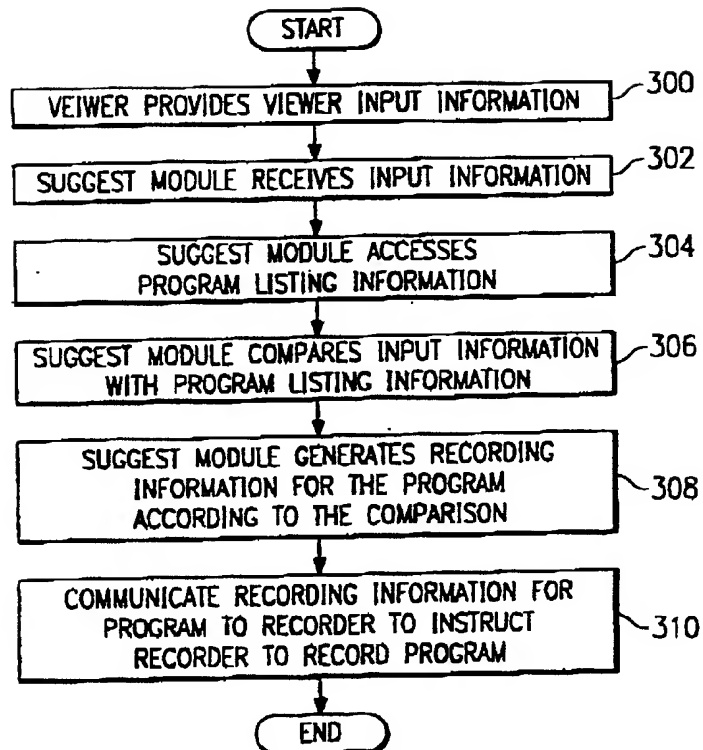 START
VEIWER PROVIDES VIEWER INPUT INFORMATION
300
SUGGEST MODULE RECEIVES INPUT INFORMATION
302
SUGGEST MODULE ACCESSES
PROGRAM LISTING INFORMATION
304
SUGGEST MODULE COMPARES INPUT INFORMATION
WITH PROGRAM LISTING INFORMATION
306
SUGGEST MODULE GENERATES RECORDING
INFORMATION FOR THE PROGRAM
ACCORDING TO THE COMPARISON
308
COMMUNICATE RECORDING INFORMATION FOR
PROGRAM TO RECORDER TO INSTRUCT
RECORDER TO RECORD PROGRAM
310
END